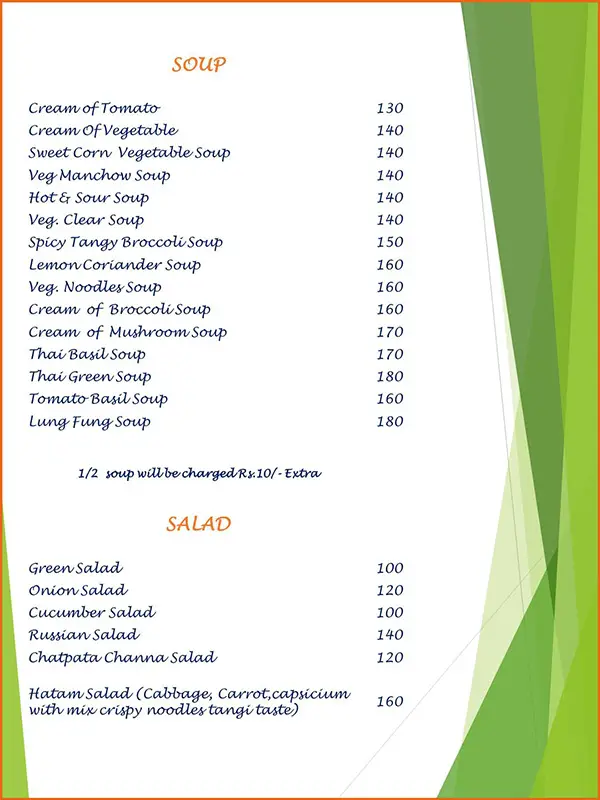 SOUP
Cream of Tomato 130
Cream Of Vegetable 140
Sweet Corn Vegetable Soup 140
Veg Manchow Soup 140
Hot & Sour Soup 140
Veg. Clear Soup 140
Spicy Tangy Broccoli Soup 150
Lemon Coriander Soup 160
Veg. Noodles Soup 160
Cream of Broccoli Soup 160
Cream of Mushroom Soup 170
Thai Basil Soup 170
Thai Green Soup 180
Tomato Basil Soup 160
Lung Fung Soup 180
1/2 soup will be charged Rs.10/- Extra
SALAD
Green Salad 100
Onion Salad 120
Cucumber Salad 100
Russian Salad 140
Chatpata Channa Salad 120
Hatam Salad (Cabbage, Carrot,capsicium
with mix crispy noodles tangi taste) 160